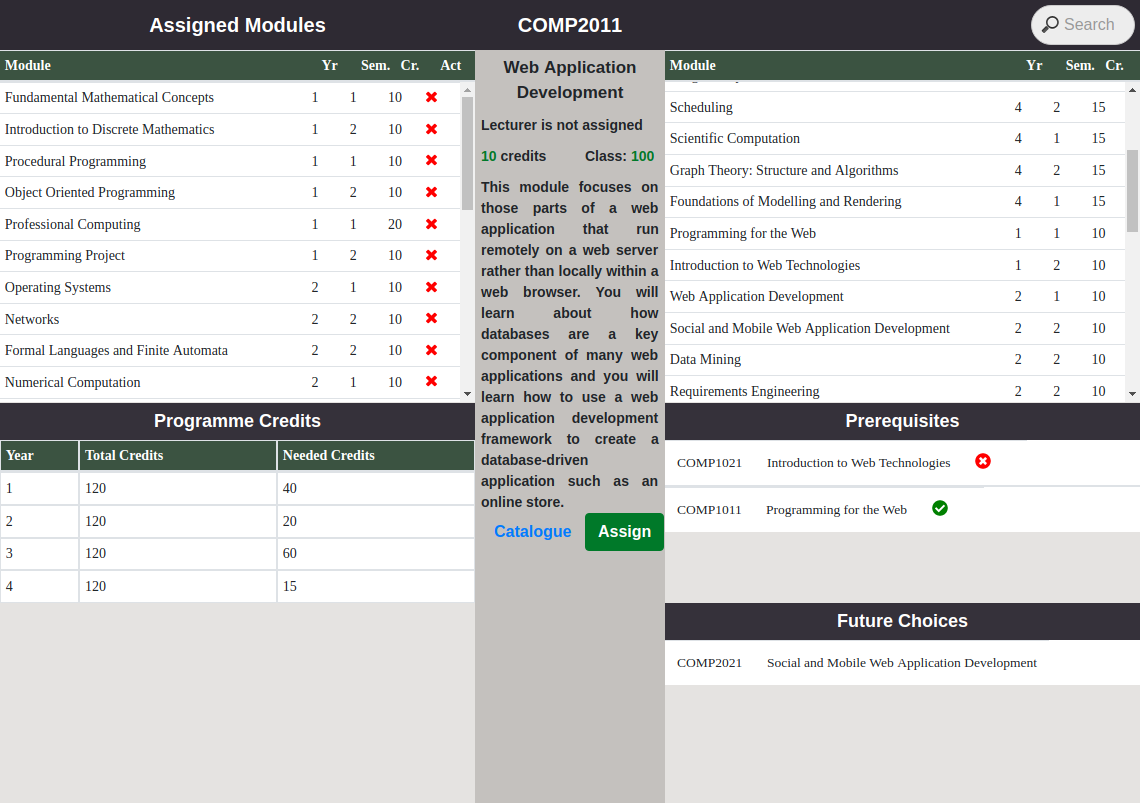 Assigned Modules
COMP2011
Search
Module Yr Sem. Cr. Act
Fundamental Mathematical Concepts 1 1 10
Introduction to Discrete Mathematics 1 2 10
Procedural Programming 1 1 10
Object Oriented Programming 1 2 10
Professional Computing 1 1 20
Programming Project 1 2 10
Operating Systems 2 1 10
Networks 2 2 10
Formal Languages and Finite Automata 2 2 10
Numerical Computation 2 1 10
Programme Credits
Year Total Credits Needed Credits
1 120 40
2 120 20
3 120 60
4 120 15
Web Application
Development
Lecturer is not assigned
10 credits Class: 100
This module focuses on
those parts of a web
application that run
remotely on a web server
rather than locally within a
web browser. You will
learn about how
databases are a key
component of many web
applications and you will
learn how to use a web
application development
framework to create a
database-driven
application such as an
online store.
Catalogue Assign
Module Yr Sem. Cr.
Scheduling 4 2 15
Scientific Computation 4 1 15
Graph Theory: Structure and Algorithms 4 2 15
Foundations of Modelling and Rendering 4 1 15
Programming for the Web 1 1 10
Introduction to Web Technologies 1 2 10
Web Application Development 2 1 10
Social and Mobile Web Application Development 2 2 10
Data Mining 2 2 10
Requirements Engineering 2 2 10
Prerequisites
COMP1021 Introduction to Web Technologies
COMP1011 Programming for the Web
Future Choices
COMP2021 Social and Mobile Web Application Development